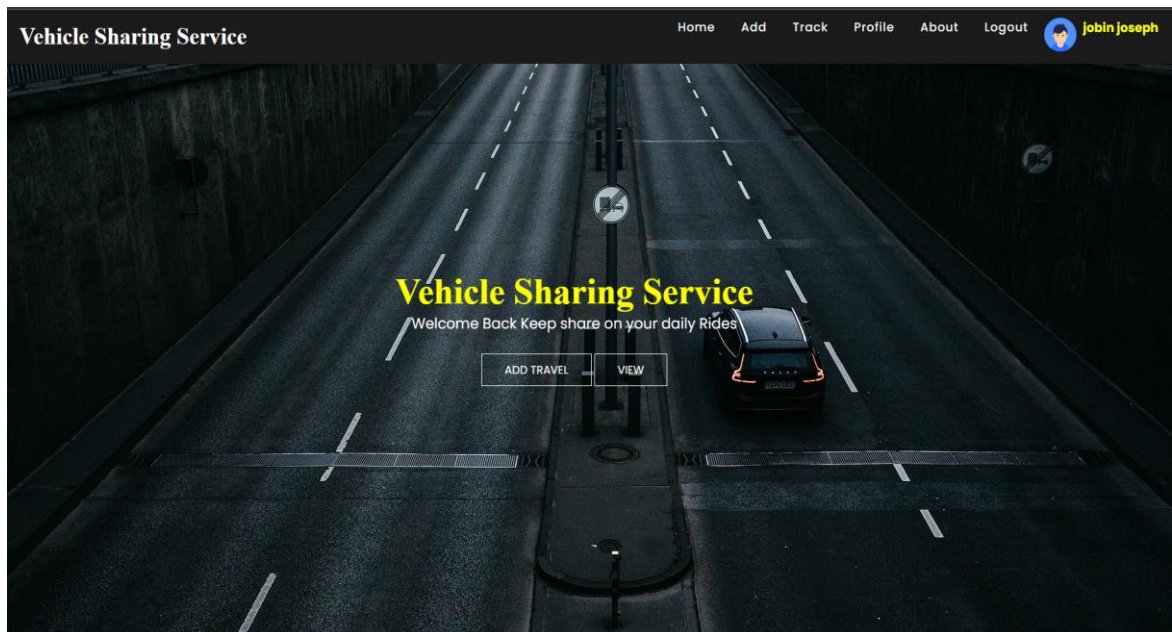 Vehicle Sharing Service
Home Add Track Profile About Logout jobin joseph
Vehicle Sharing Service
Welcome Back Keep share on your daily Rides
ADD TRAVEL VIEW